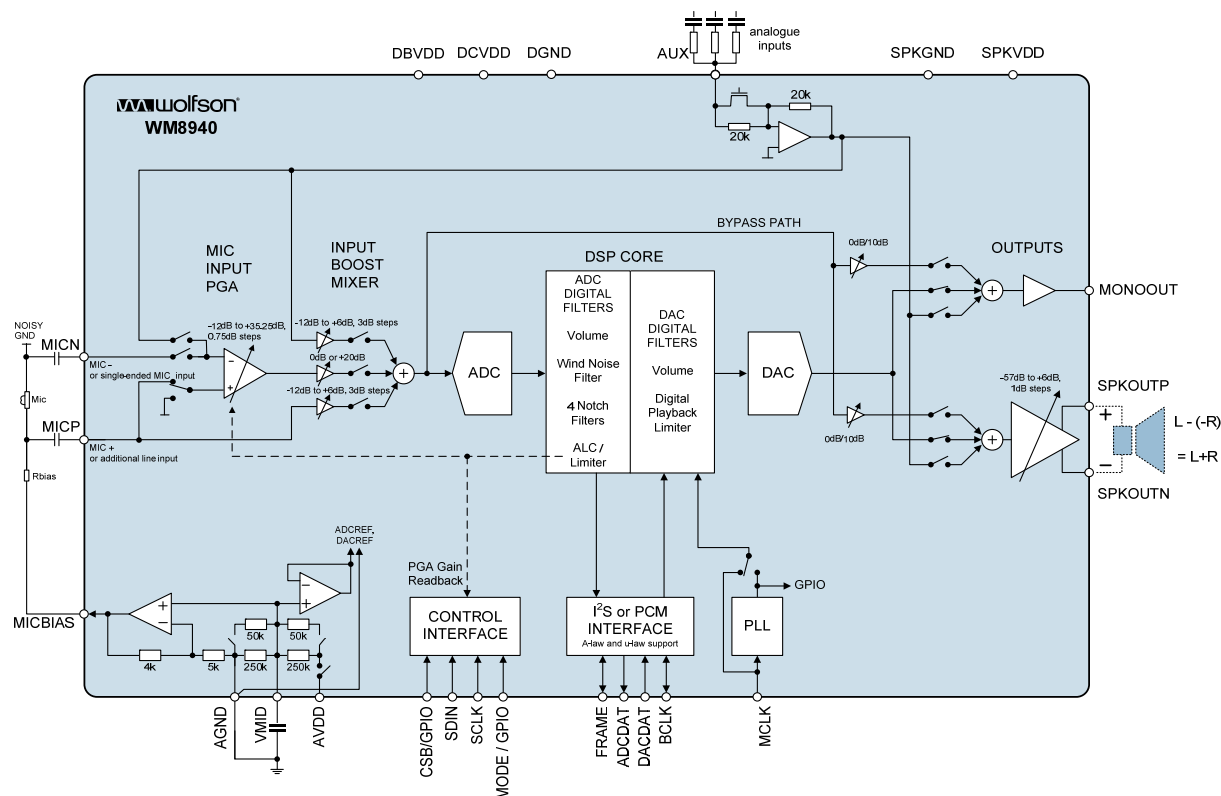 analogue
inputs
AUX
DBVDD
DCVDD
DGND
SPKGND
SPKVDD
wolfson®
WM8940
20k
20k
BYPASS PATH
0dB/10dB
OUTPUTS
MIC
INPUT
PGA
INPUT
BOOST
MIXER
DSP CORE
ADC
DIGITAL
FILTERS
Volume
Wind Noise
Filter
4 Notch
Filters
ALC /
Limiter
DAC
DIGITAL
FILTERS
Volume
Digital
Playback
Limiter
MONOOUT
NOISY
GND
MICN
MIC –
or single-ended MIC input
–12dB to +35.25dB,
0.75dB steps
–12dB to +6dB, 3dB steps
0dB or +20dB
–12dB to +6dB, 3dB steps
–
+
+
ADC
DAC
+
Mic
MICP
MIC +
or additional line input
Rbias
0dB/10dB
–57dB to +6dB,
1dB steps
+
SPKOUTP
+
–
L - (-R)
= L+R
SPKOUTN
ADCREF,
DACREF
PGA Gain
Readback
–
+
MICBIAS
+
–
50k
50k
4k
5k
250k
250k
CONTROL
INTERFACE
I2S or PCM
INTERFACE
A-law and u-law support
PLL
GPIO
AGND
VMID
AVDD
CSB/GPIO
SDIN
SCLK
MODE / GPIO
FRAME
ADCDAT
DACDAT
BCLK
MCLK